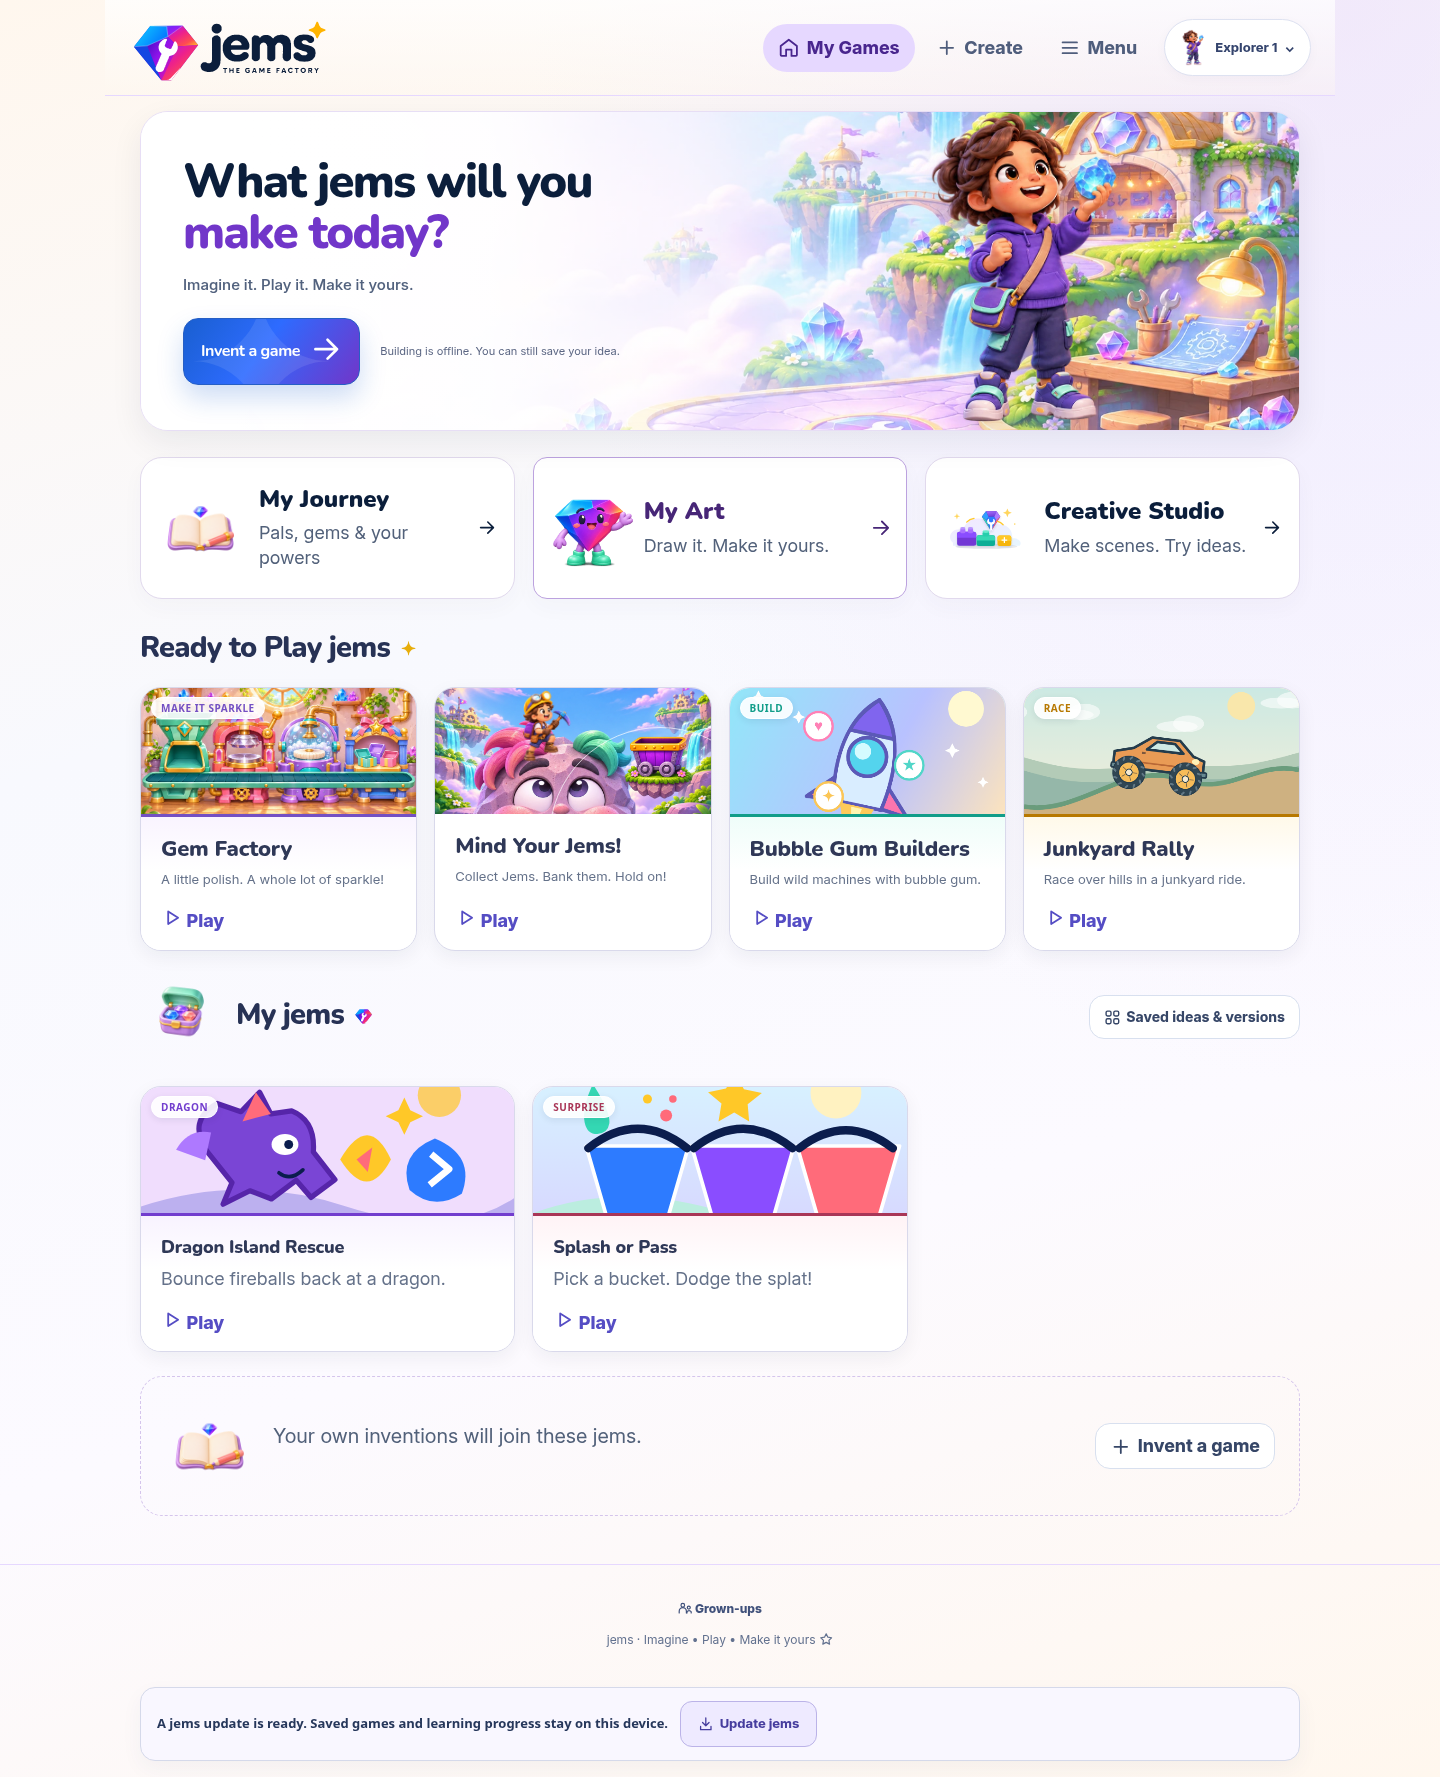 jems
THE GAME FACTORY
My Games
Create
Menu
Explorer 1
What jems will you
make today?
Imagine it. Play it. Make it yours.
Invent a game
Building is offline. You can still save your idea.
My Journey
Pals, gems & your
powers
My Art
Draw it. Make it yours.
Creative Studio
Make scenes. Try ideas.
Ready to Play jems
MAKE IT SPARKLE
Gem Factory
A little polish. A whole lot of sparkle!
Play
Mind Your Jems!
Collect Jems. Bank them. Hold on!
Play
BUILD
Bubble Gum Builders
Build wild machines with bubble gum.
Play
RACE
Junkyard Rally
Race over hills in a junkyard ride.
Play
My jems
Saved ideas & versions
DRAGON
Dragon Island Rescue
Bounce fireballs back at a dragon.
Play
SURPRISE
Splash or Pass
Pick a bucket. Dodge the splat!
Play
Your own inventions will join these jems.
Invent a game
Grown-ups
jems · Imagine • Play • Make it yours
A jems update is ready. Saved games and learning progress stay on this device.
Update jems